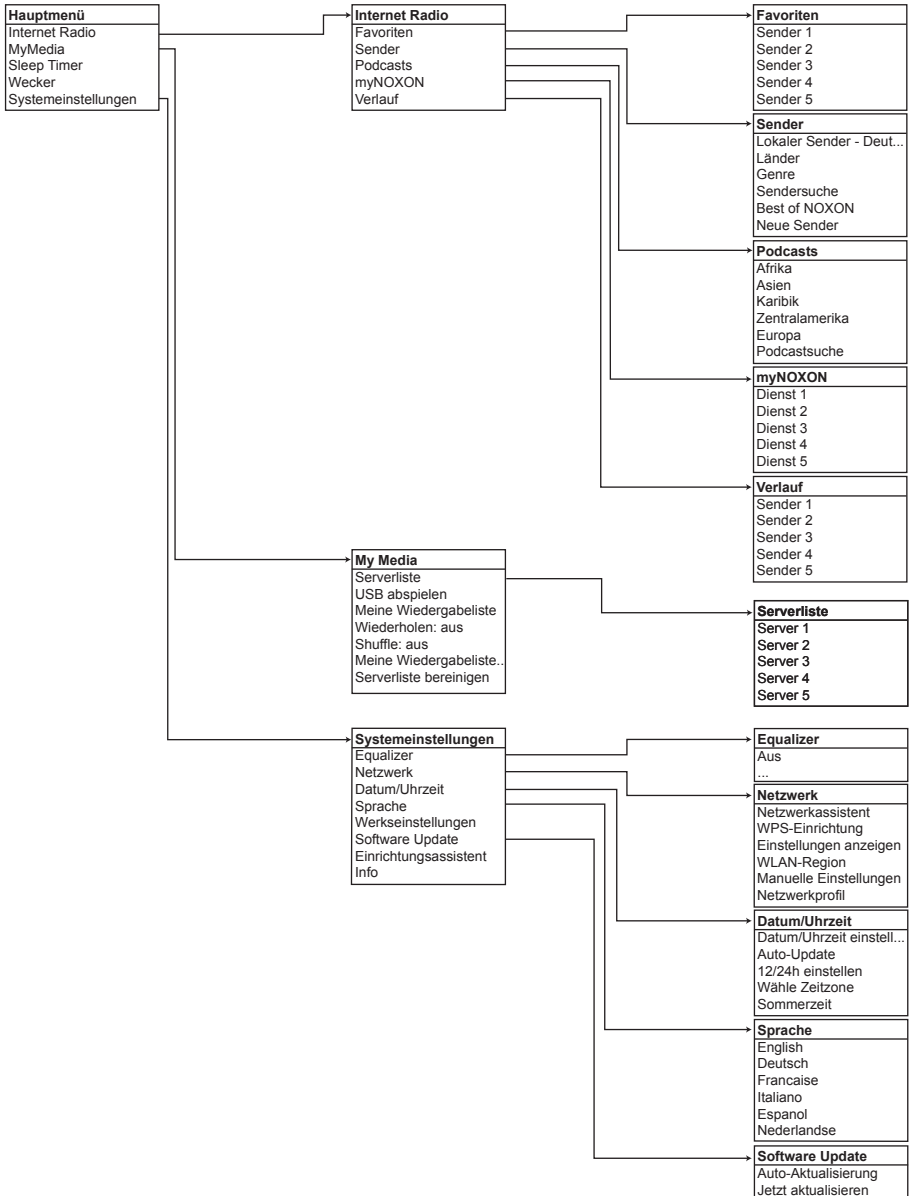 Hauptmenü
Internet Radio
MyMedia
Sleep Timer
Wecker
Systemeinstellungen
Internet Radio
Favoriten
Sender
Podcasts
myNOXON
Verlauf
Favoriten
Sender 1
Sender 2
Sender 3
Sender 4
Sender 5
Sender
Lokaler Sender - Deut...
Länder
Genre
Sendersuche
Best of NOXON
Neue Sender
Podcasts
Afrika
Asien
Karibik
Zentralamerika
Europa
Podcastsuche
myNOXON
Dienst 1
Dienst 2
Dienst 3
Dienst 4
Dienst 5
Verlauf
Sender 1
Sender 2
Sender 3
Sender 4
Sender 5
My Media
Serverliste
USB abspielen
Meine Wiedergabeliste
Wiederholen: aus
Shuffle: aus
Meine Wiedergabeliste..
Serverliste bereinigen
Serverliste
Server 1
Server 2
Server 3
Server 4
Server 5
Systemeinstellungen
Equalizer
Netzwerk
Datum/Uhrzeit
Sprache
Werkseinstellungen
Software Update
Einrichtungsassistent
Info
Equalizer
Aus
...
Netzwerk
Netzwerkassistent
WPS-Einrichtung
Einstellungen anzeigen
WLAN-Region
Manuelle Einstellungen
Netzwerkprofil
Datum/Uhrzeit
Datum/Uhrzeit einstell...
Auto-Update
12/24h einstellen
Wähle Zeitzone
Sommerzeit
Sprache
English
Deutsch
Francaise
Italiano
Espanol
Nederlandse
Software Update
Auto-Aktualisierung
Jetzt aktualisieren